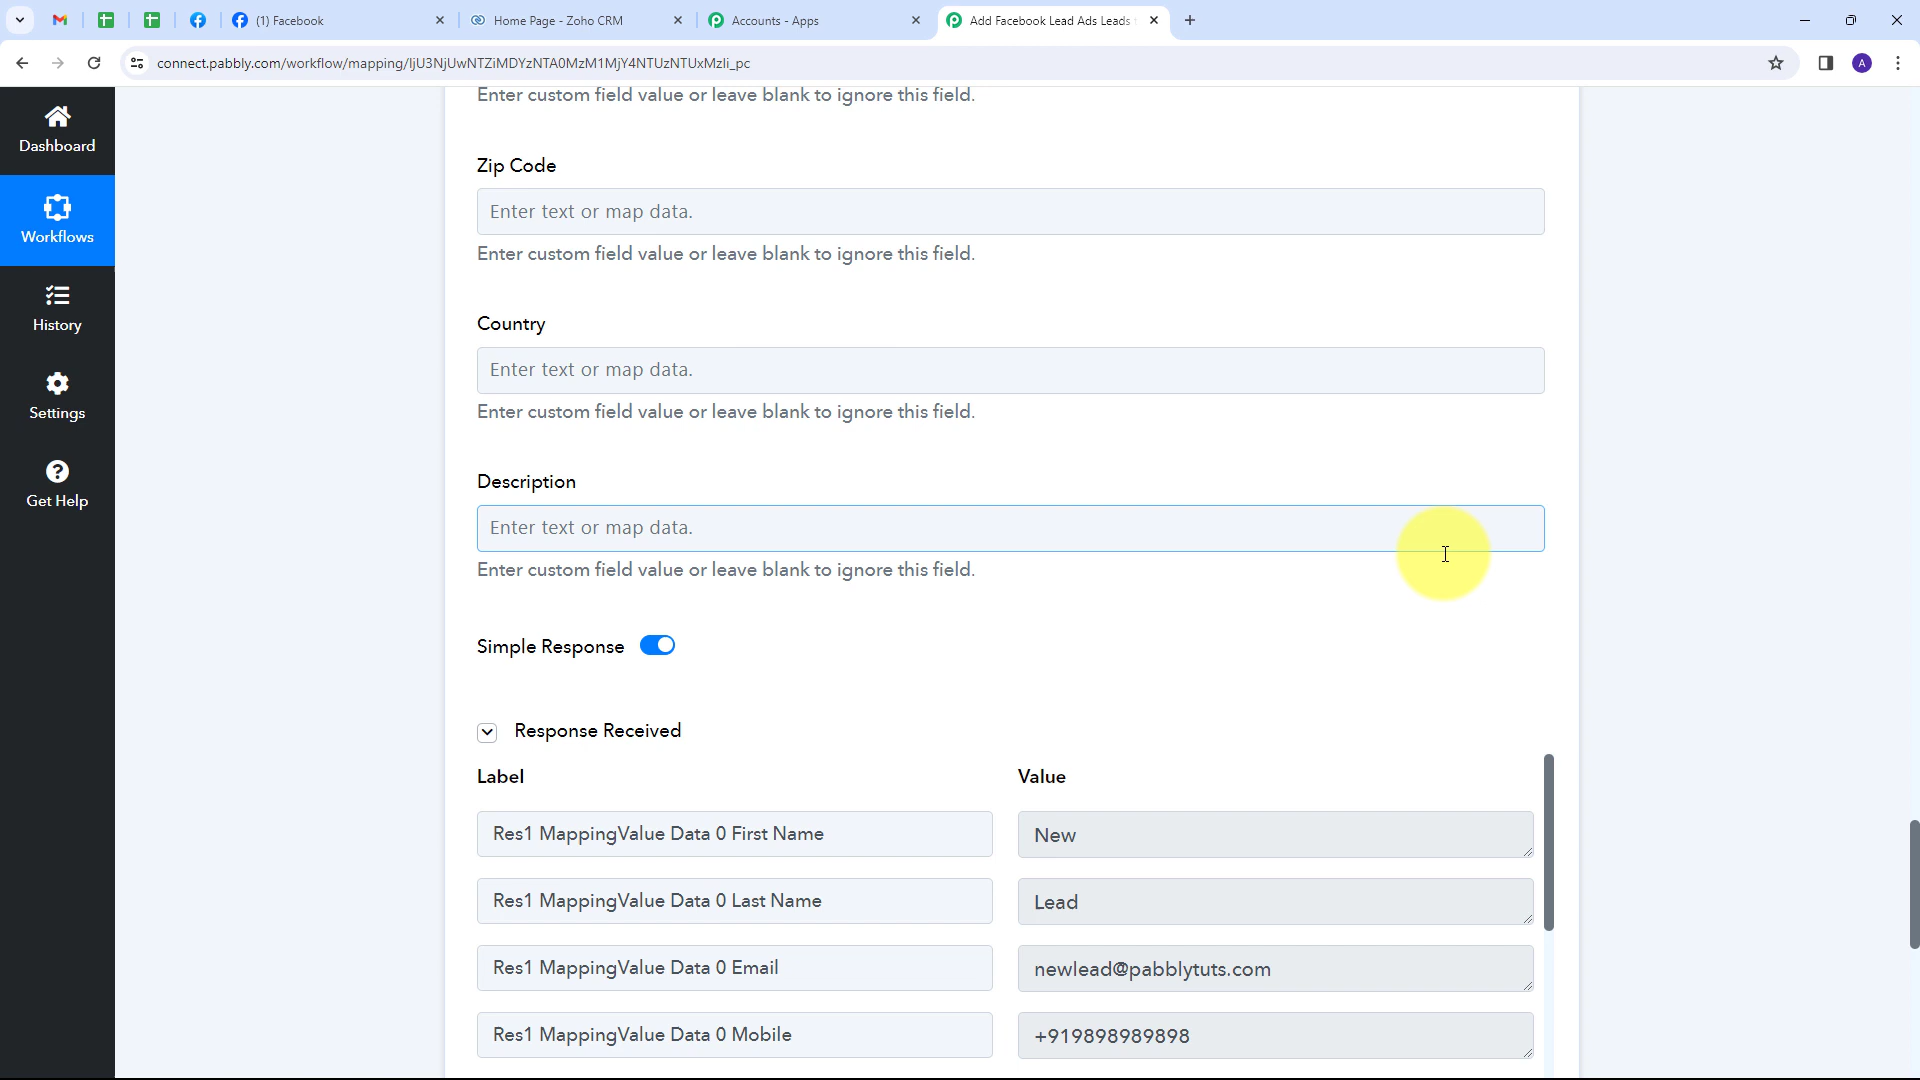 (1) Facebook
Home Page - Zoho CRM
Accounts - Apps
Add Facebook Lead Ads Leads
connect.pabbly.com/workflow/mapping/IjU3NjUwNTZiMDYzNTA0MzM1MjY4NTUzNTUxMzIi_pc
A
Dashboard
Workflows
History
Settings
Get Help
Enter custom field value or leave blank to ignore this field.
Zip Code
Enter text or map data.
Enter custom field value or leave blank to ignore this field.
Country
Enter text or map data.
Enter custom field value or leave blank to ignore this field.
Description
Enter text or map data.
Enter custom field value or leave blank to ignore this field.
Simple Response
Response Received
Label Value
Res1 MappingValue Data 0 First Name New
Res1 MappingValue Data 0 Last Name Lead
Res1 MappingValue Data 0 Email newlead@pabblytuts.com
Res1 MappingValue Data 0 Mobile +919898989898